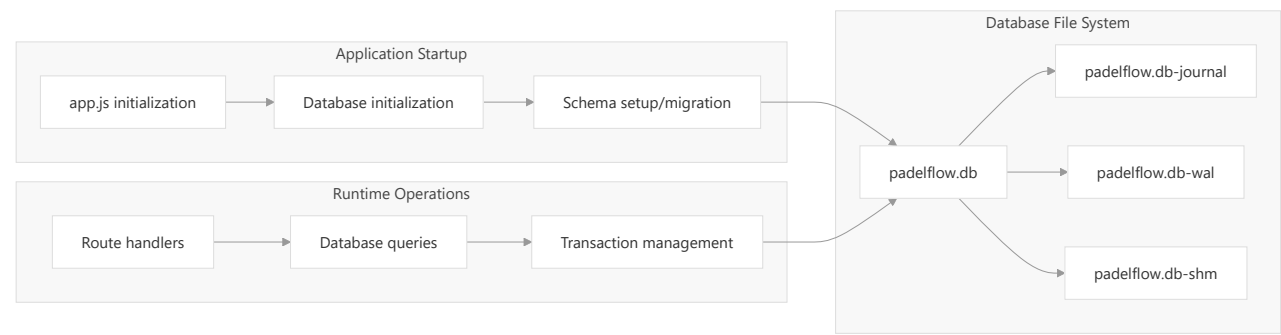 Application Startup
app.js initialization
Database initialization
Schema setup/migration
Runtime Operations
Route handlers
Database queries
Transaction management
Database File System
padelflow.db
padelflow.db-journal
padelflow.db-wal
padelflow.db-shm